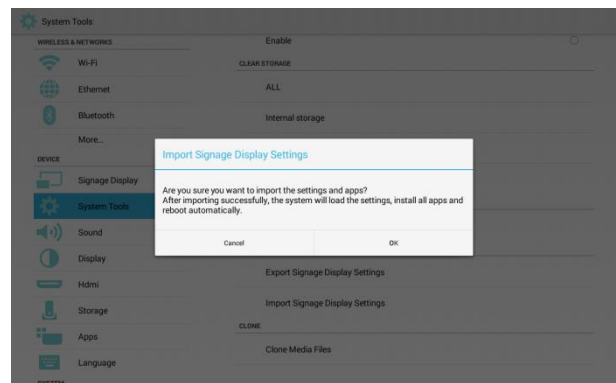 System Tools
WIRELESS & NETWORKS
Wi-Fi
Ethernet
Bluetooth
More...
DEVICE
Signage Display
System Tools
Sound
Display
Hdmi
Storage
Apps
Language
SYSTEM
Enable
CLEAR STORAGE
ALL
Internal storage
Import Signage Display Settings
Are you sure you want to import the settings and apps?
After importing successfully, the system will load the settings, install all apps and
reboot automatically.
Cancel
OK
Export Signage Display Settings
Import Signage Display Settings
CLONE
Clone Media Files